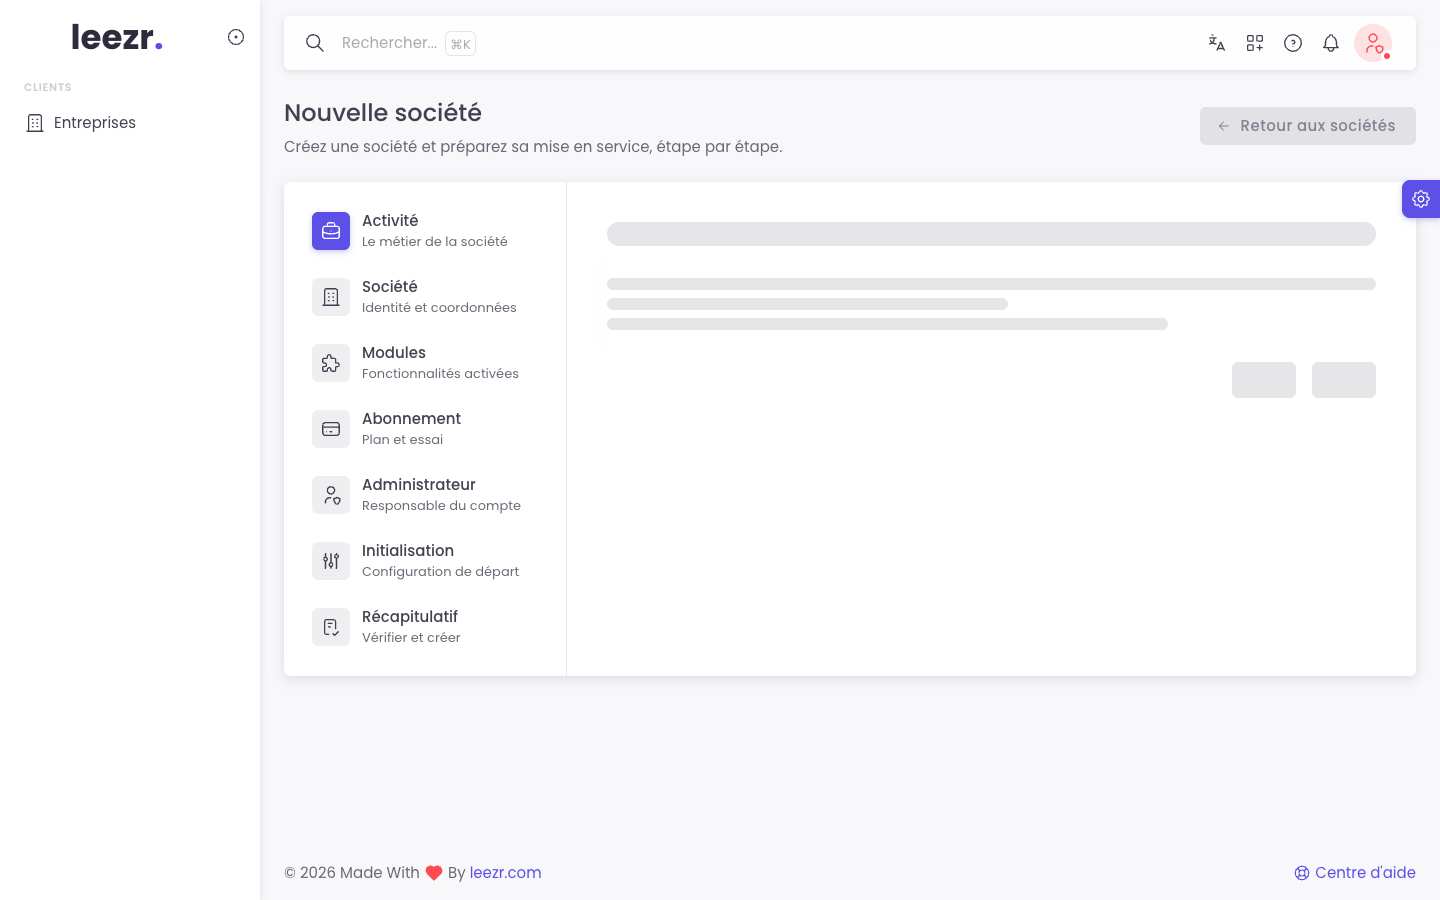 leezr.
CLIENTS
Entreprises
Rechercher... ⌘K
Nouvelle société
Créez une société et préparez sa mise en service, étape par étape.
Retour aux sociétés
Activité
Le métier de la société
Société
Identité et coordonnées
Modules
Fonctionnalités activées
Abonnement
Plan et essai
Administrateur
Responsable du compte
Initialisation
Configuration de départ
Récapitulatif
Vérifier et créer
© 2026 Made With By leezr.com
Centre d'aide